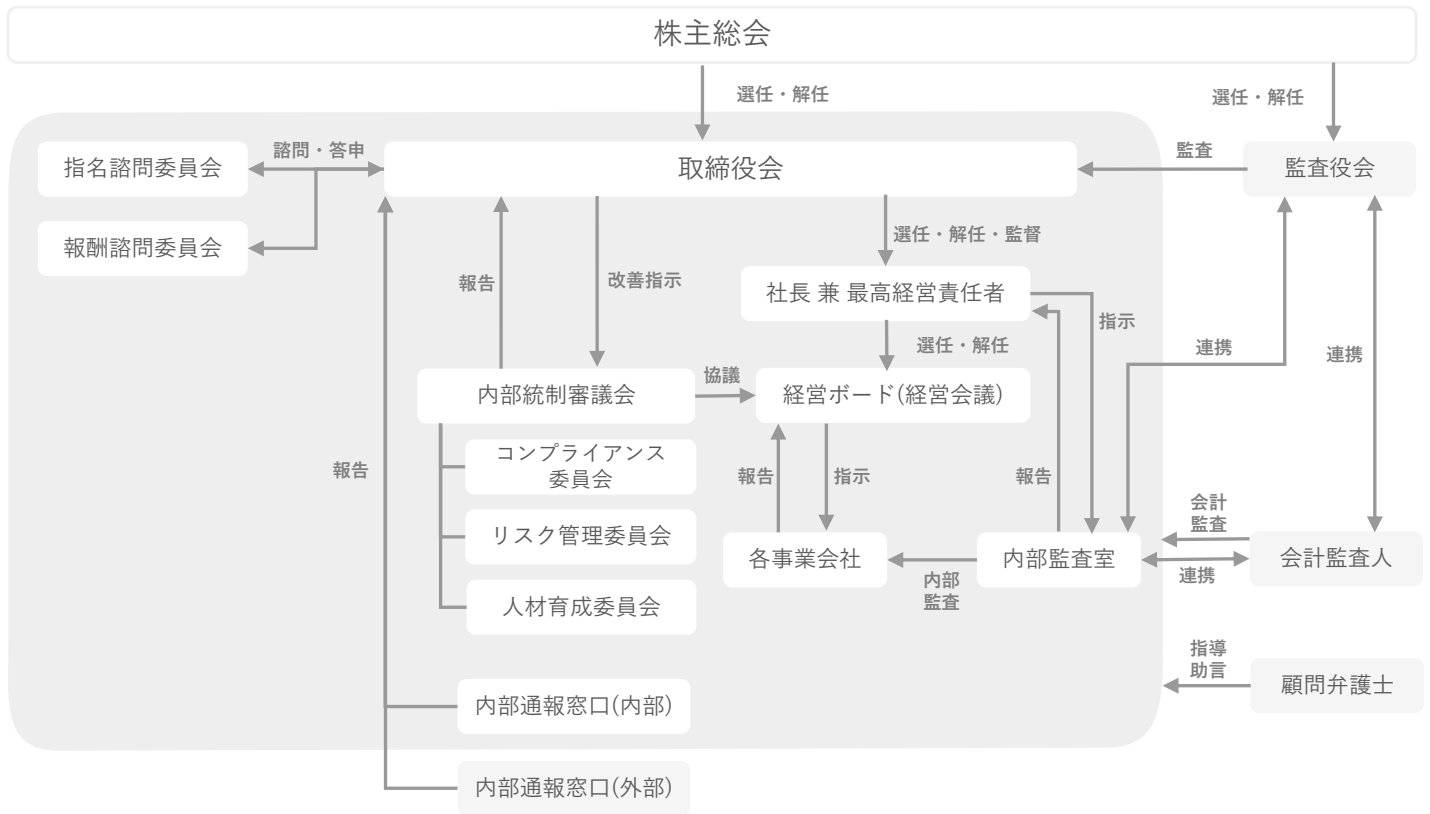 株主総会
選任・解任
選任・解任
指名諮問委員会
諮問・答申
取締役会
監査
監査役会
報酬諮問委員会
選任・解任・監督
報告
改善指示
社長 兼 最高経営責任者
指示
選任・解任
連携
連携
内部統制審議会
協議
経営ボード(経営会議)
コンプライアンス
委員会
報告
報告
指示
報告
リスク管理委員会
各事業会社
内部
監査
内部監査室
会計
監査
連携
会計監査人
人材育成委員会
指導
助言
顧問弁護士
内部通報窓口(内部)
内部通報窓口(外部)